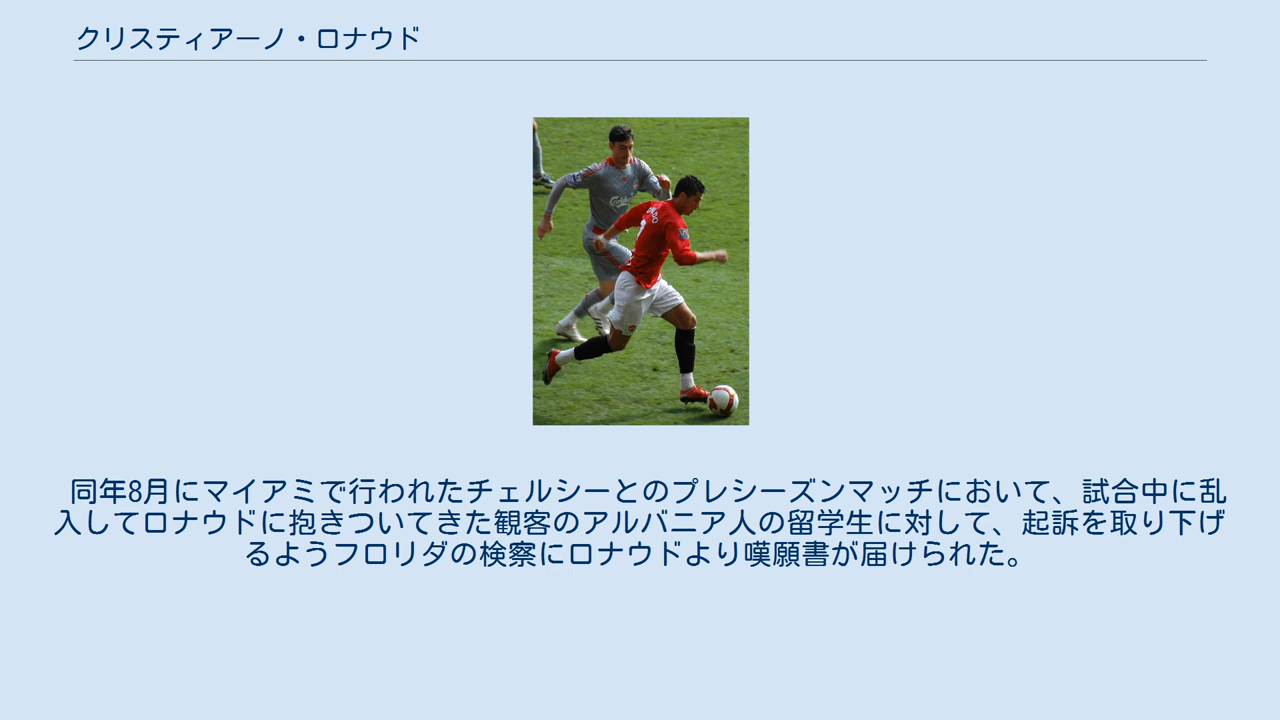 クリスティアーノ・ロナウド
Carlsberg
7
同年8月にマイアミで行われたチェルシーとのプレシーズンマッチにおいて、試合中に乱
入してロナウドに抱きついてきた観客のアルバニア人の留学生に対して、起訴を取り下げ
るようフロリダの検察にロナウドより嘆願書が届けられた。